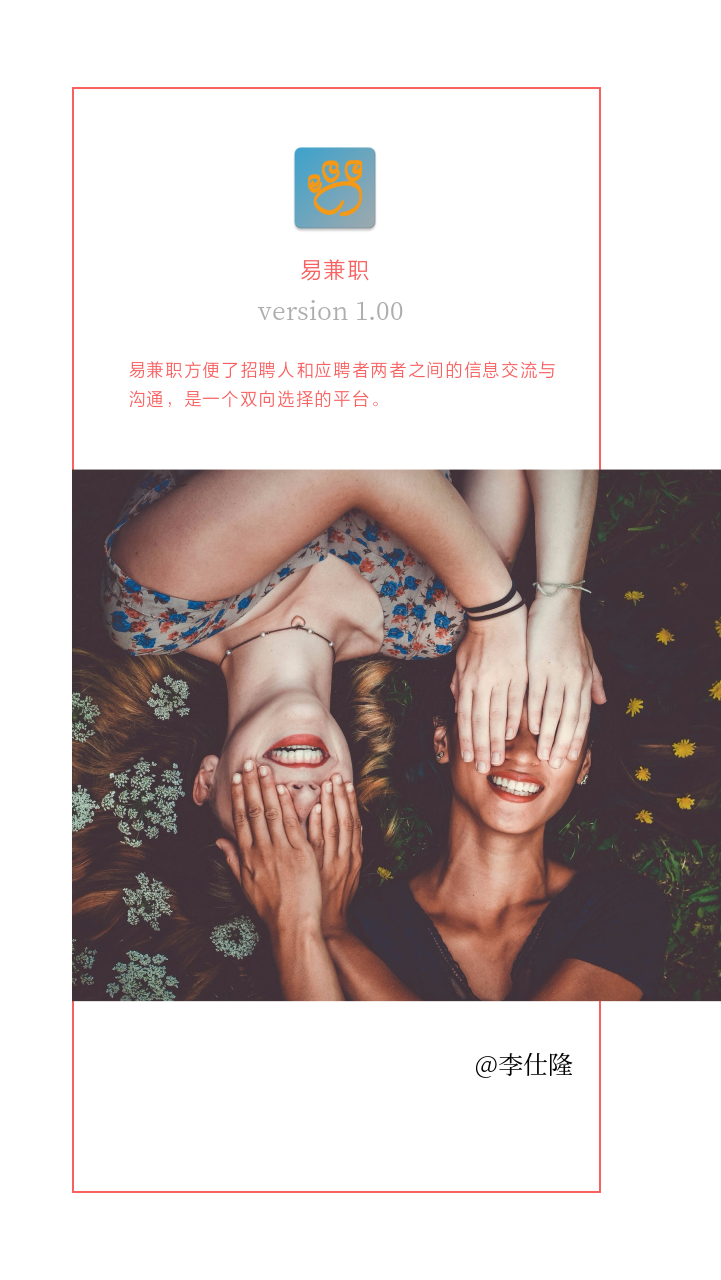 易兼职
version 1.00
易兼职方便了招聘人和应聘者两者之间的信息交流与
沟通，是一个双向选择的平台。
@李仕隆